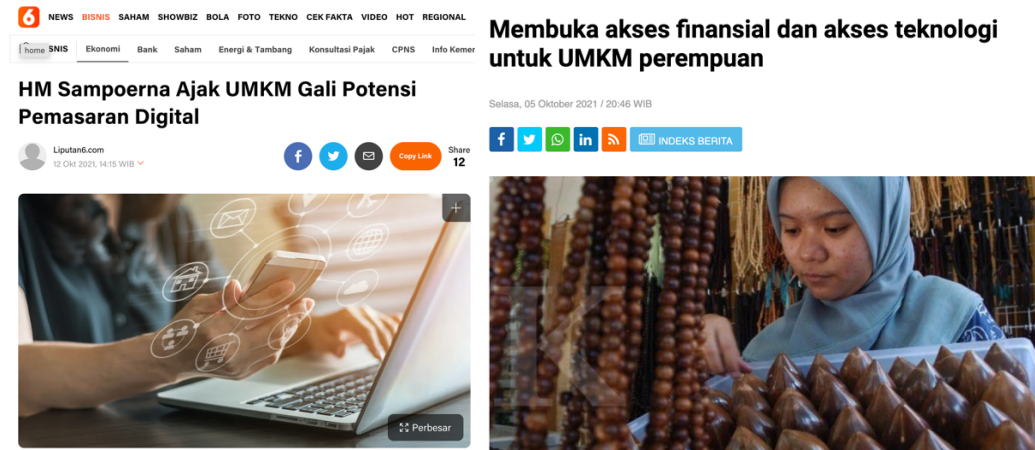 6 NEWS BISNIS SAHAM SHOWBIZ BOLA FOTO TEKNO CEK FAKTA VIDEO HOT REGIONAL
home SNIS Ekonomi Bank Saham Energi & Tambang Konsultasi Pajak CPNS Info Kemen
HM Sampoerna Ajak UMKM Gali Potensi
Pemasaran Digital
Liputan6.com
12 Okt 2021, 14:15 WIB
Copy Link
Share
12
Perbesar
Membuka akses finansial dan akses teknologi
untuk UMKM perempuan
Selasa, 05 Oktober 2021 / 20:46 WIB
INDEKS BERITA
K